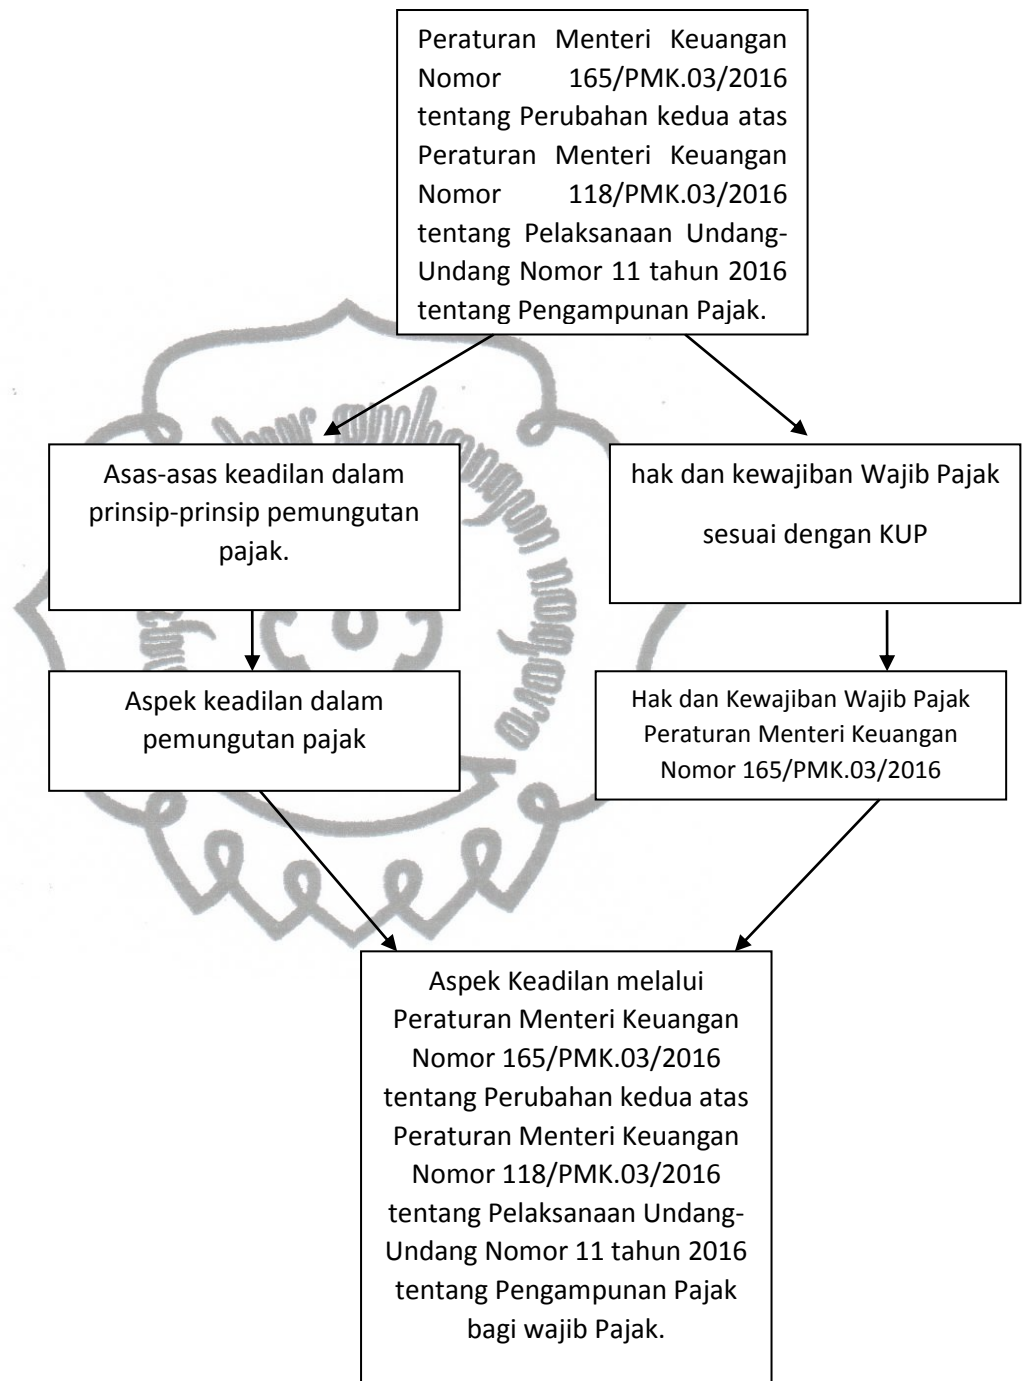 Peraturan Menteri Keuangan
Nomor 165/PMK.03/2016
tentang Perubahan kedua atas
Peraturan Menteri Keuangan
Nomor 118/PMK.03/2016
tentang Pelaksanaan Undang-
Undang Nomor 11 tahun 2016
tentang Pengampunan Pajak.
Asas-asas keadilan dalam
prinsip-prinsip pemungutan
pajak.
hak dan kewajiban Wajib Pajak
sesuai dengan KUP
Aspek keadilan dalam
pemungutan pajak
Hak dan Kewajiban Wajib Pajak
Peraturan Menteri Keuangan
Nomor 165/PMK.03/2016
Aspek Keadilan melalui
Peraturan Menteri Keuangan
Nomor 165/PMK.03/2016
tentang Perubahan kedua atas
Peraturan Menteri Keuangan
Nomor 118/PMK.03/2016
tentang Pelaksanaan Undang-
Undang Nomor 11 tahun 2016
tentang Pengampunan Pajak
bagi wajib Pajak.